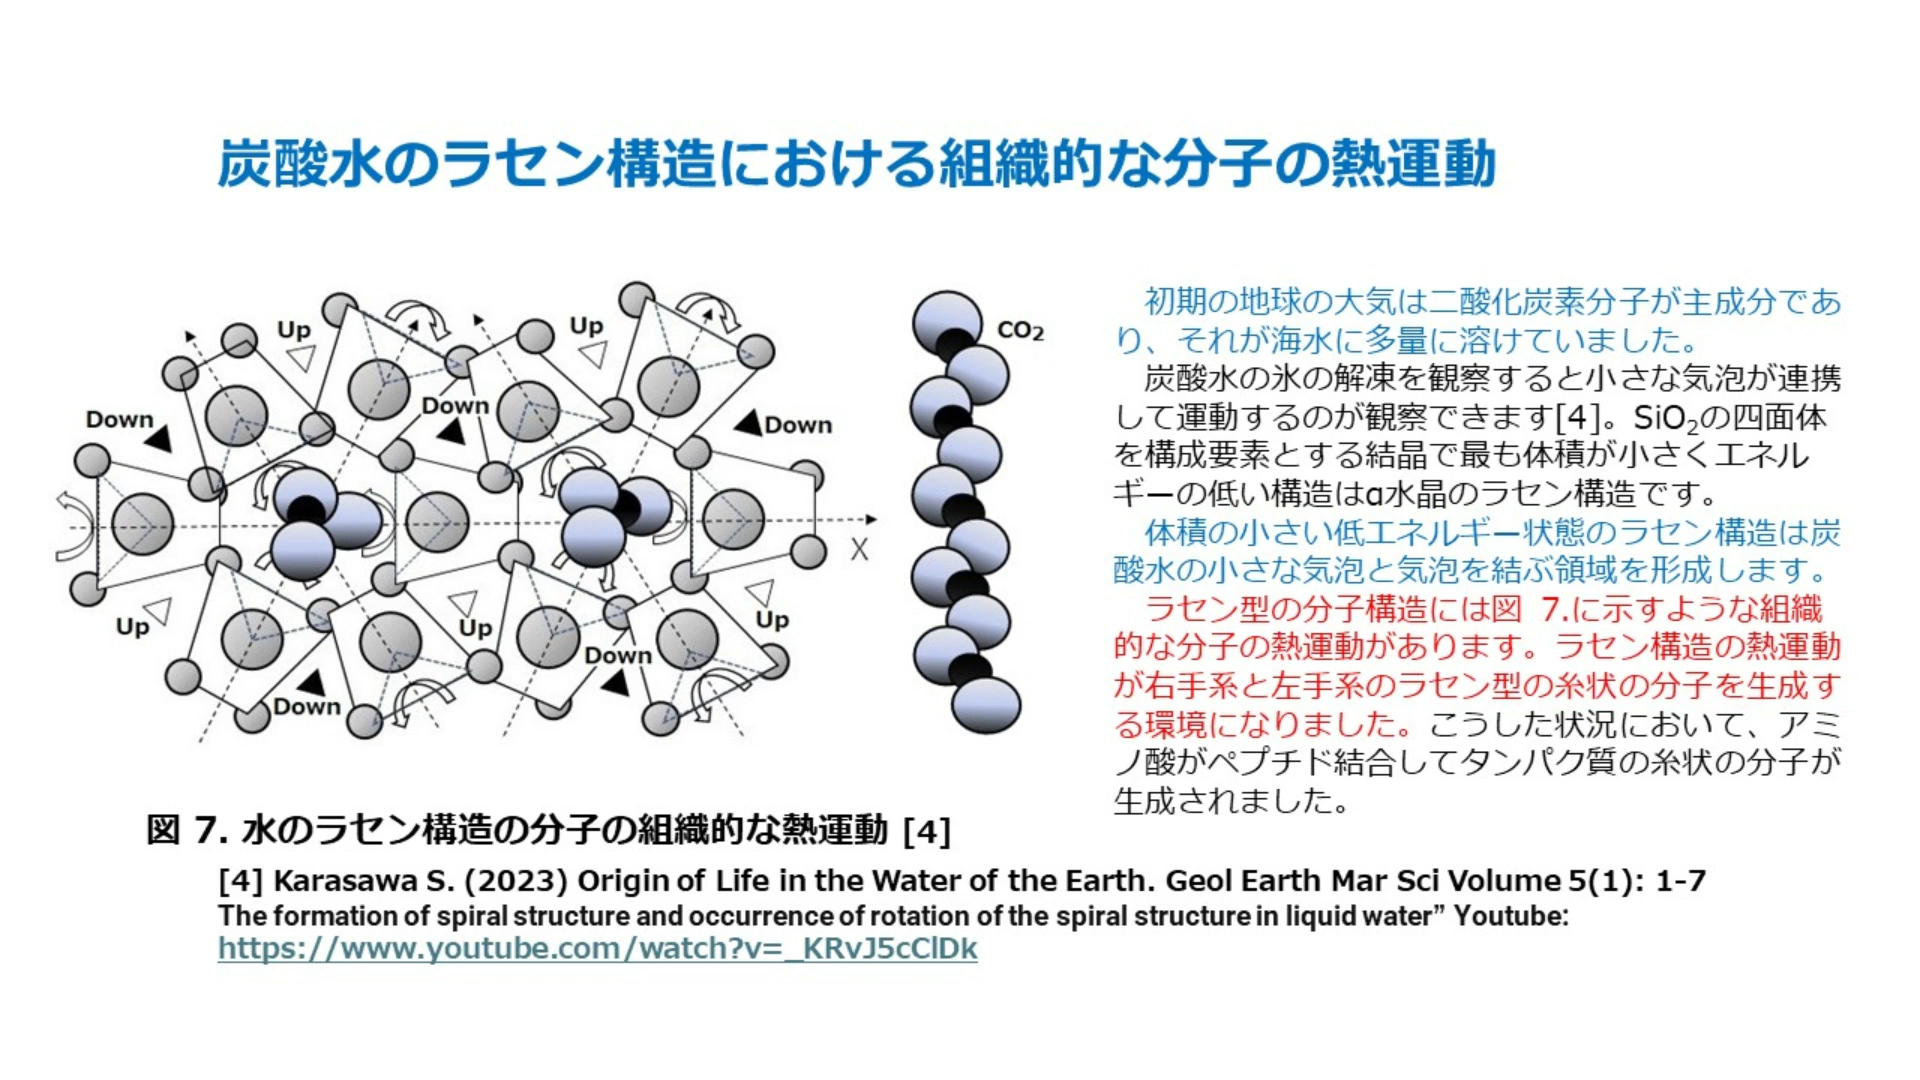 炭酸水のラセン構造における組織的な分子の熱運動
Up
Up
CO₂
Down
Down
Down
X
Up
Up
Up
Down
Down
初期の地球の大気は二酸化炭素分子が主成分であ
り、それが海水に多量に溶けていました。
炭酸水の氷の解凍を観察すると小さな気泡が連携
して運動するのが観察できます[4]。SiO₂の四面体
を構成要素とする結晶で最も体積が小さくエネル
ギーの低い構造はα水晶のラセン構造です。
体積の小さい低エネルギー状態のラセン構造は炭
酸水の小さな気泡と気泡を結ぶ領域を形成します。
ラセン型の分子構造には図 7.に示すような組織
的な分子の熱運動があります。ラセン構造の熱運動
が右手系と左手系のラセン型の糸状の分子を生成す
る環境になりました。こうした状況において、アミ
ノ酸がペプチド結合してタンパク質の糸状の分子が
生成されました。
図 7. 水のラセン構造の分子の組織的な熱運動 [4]
[4] Karasawa S. (2023) Origin of Life in the Water of the Earth. Geol Earth Mar Sci Volume 5(1): 1-7
The formation of spiral structure and occurrence of rotation of the spiral structure in liquid water” Youtube:
https://www.youtube.com/watch?v=_KRvJ5cClDk